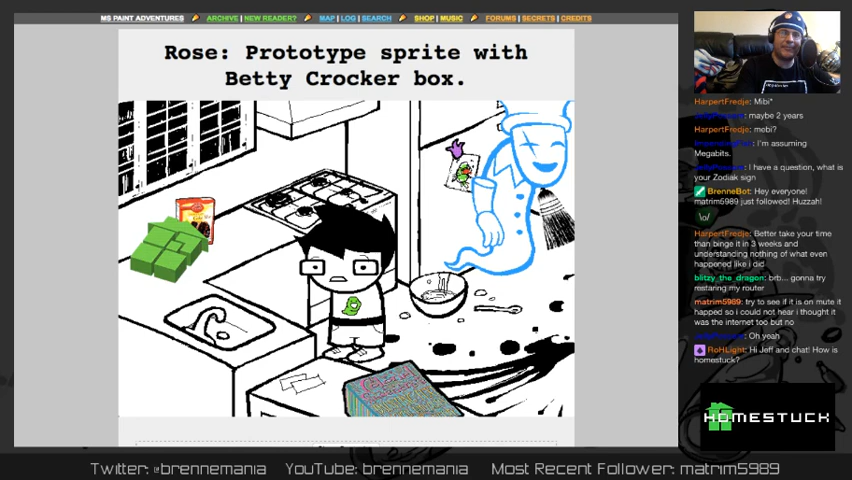 MS PAINT ADVENTURES ARCHIVE | NEW READER? MAP | LOG | SEARCH SHOP | MUSIC FORUMS | SECRETS | CREDITS
Rose: Prototype sprite with
Betty Crocker box.
HarpertFredje: Mibi*
maybe 2 years
HarpertFredje: mobi?
I'm assuming
Megabits.
I have a question, what is
your Zodiak sign
BrenneBot: Hey everyone!
matrim5989 just followed! Huzzah!
\o/
HarpertFredje: Better take your time
than binge it in 3 weeks and
understanding nothing of what even
happened like i did
blitzy_the_dragon: brb... gonna try
restaring my router
matrim5989: try to see if it is on mute it
happed so i could not hear i thought it
was the internet too but no
Oh yeah
RoHLight: Hi Jeff and chat! How is
homestuck?
HOMESTUCK
Twitter: @brennemania YouTube: brennemania Most Recent Follower: matrim5989